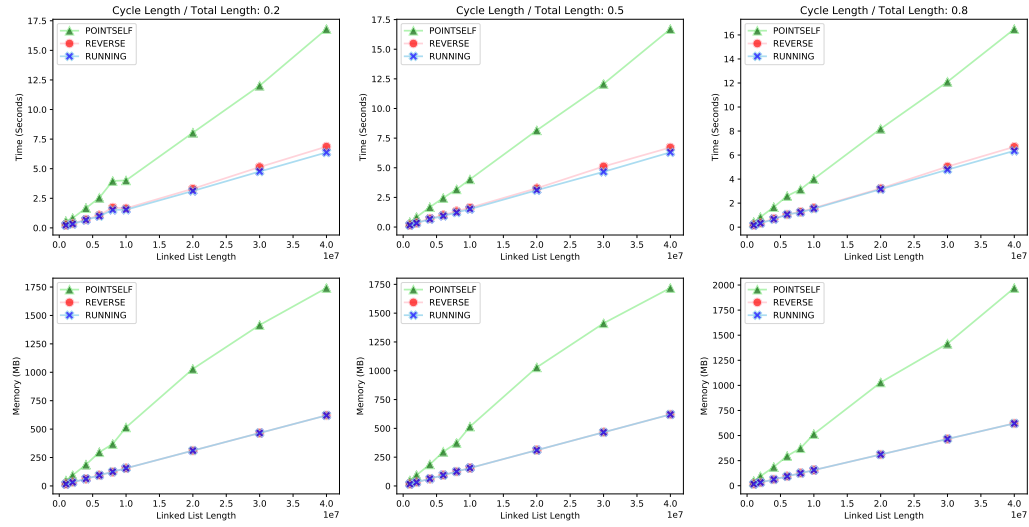 Cycle Length / Total Length: 0.2
17.5
15.0
12.5
10.0
7.5
5.0
2.5
0.0
Time (Seconds)
POINTSELF
REVERSE
RUNNING
0.0 0.5 1.0 1.5 2.0 2.5 3.0 3.5 4.0
1e7
Linked List Length
Cycle Length / Total Length: 0.5
17.5
15.0
12.5
10.0
7.5
5.0
2.5
0.0
Time (Seconds)
POINTSELF
REVERSE
RUNNING
0.0 0.5 1.0 1.5 2.0 2.5 3.0 3.5 4.0
1e7
Linked List Length
Cycle Length / Total Length: 0.8
16
14
12
10
8
6
4
2
0
Time (Seconds)
POINTSELF
REVERSE
RUNNING
0.0 0.5 1.0 1.5 2.0 2.5 3.0 3.5 4.0
1e7
Linked List Length
1750
1500
1250
1000
750
500
250
0
Memory (MB)
POINTSELF
REVERSE
RUNNING
0.0 0.5 1.0 1.5 2.0 2.5 3.0 3.5 4.0
1e7
Linked List Length
1750
1500
1250
1000
750
500
250
0
Memory (MB)
POINTSELF
REVERSE
RUNNING
0.0 0.5 1.0 1.5 2.0 2.5 3.0 3.5 4.0
1e7
Linked List Length
2000
1750
1500
1250
1000
750
500
250
0
Memory (MB)
POINTSELF
REVERSE
RUNNING
0.0 0.5 1.0 1.5 2.0 2.5 3.0 3.5 4.0
1e7
Linked List Length